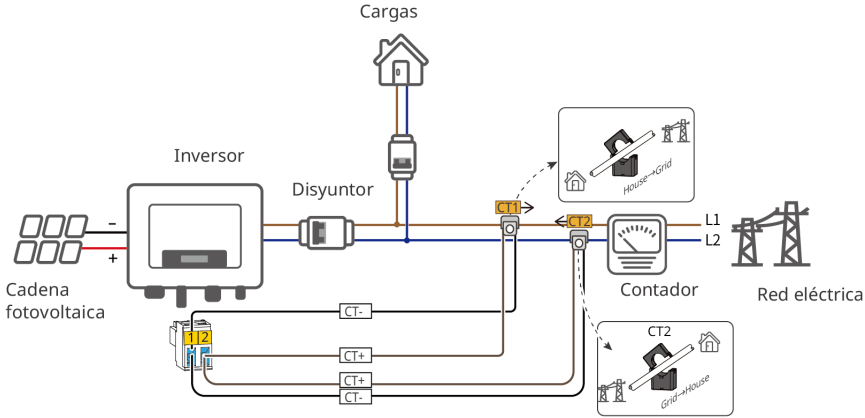 Cargas
Inversor
Disyuntor
House→Grid
CT1
CT2
L1
L2
−
+
Cadena
fotovoltaica
Contador
Red eléctrica
1 2
CT-
CT+
CT+
CT-
CT2
Grid→House